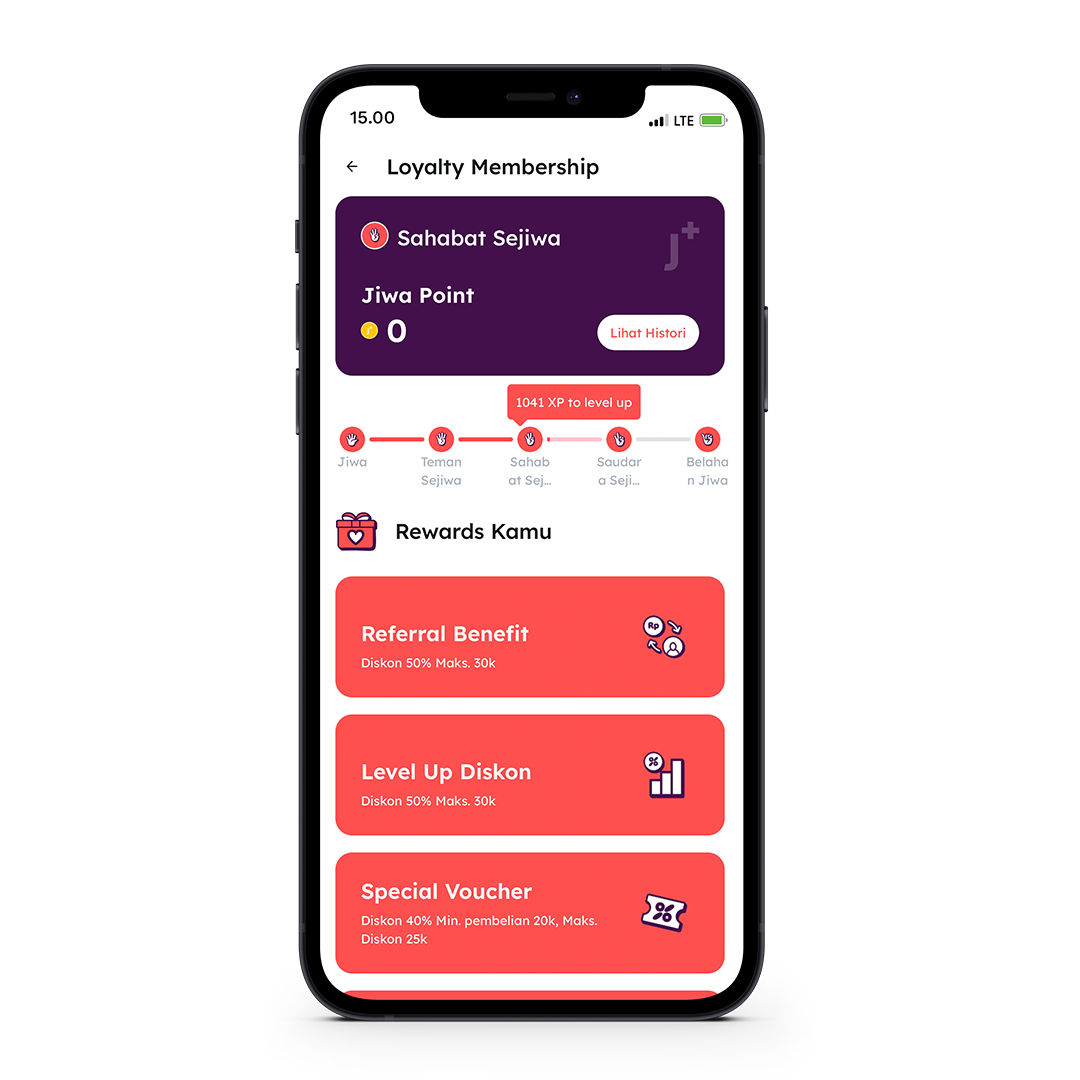 15.00
LTE
Loyalty Membership
Sahabat Sejiwa
J+
Jiwa Point
0
Lihat Histori
1041 XP to level up
Jiwa
Teman
Sejiwa
Sahab
at Sej...
Saudar
a Seji...
Belaha
n Jiwa
Rewards Kamu
Referral Benefit
Rp
Diskon 50% Maks. 30k
Level Up Diskon
%
Diskon 50% Maks. 30k
Special Voucher
%
Diskon 40% Min. pembelian 20k, Maks.
Diskon 25k